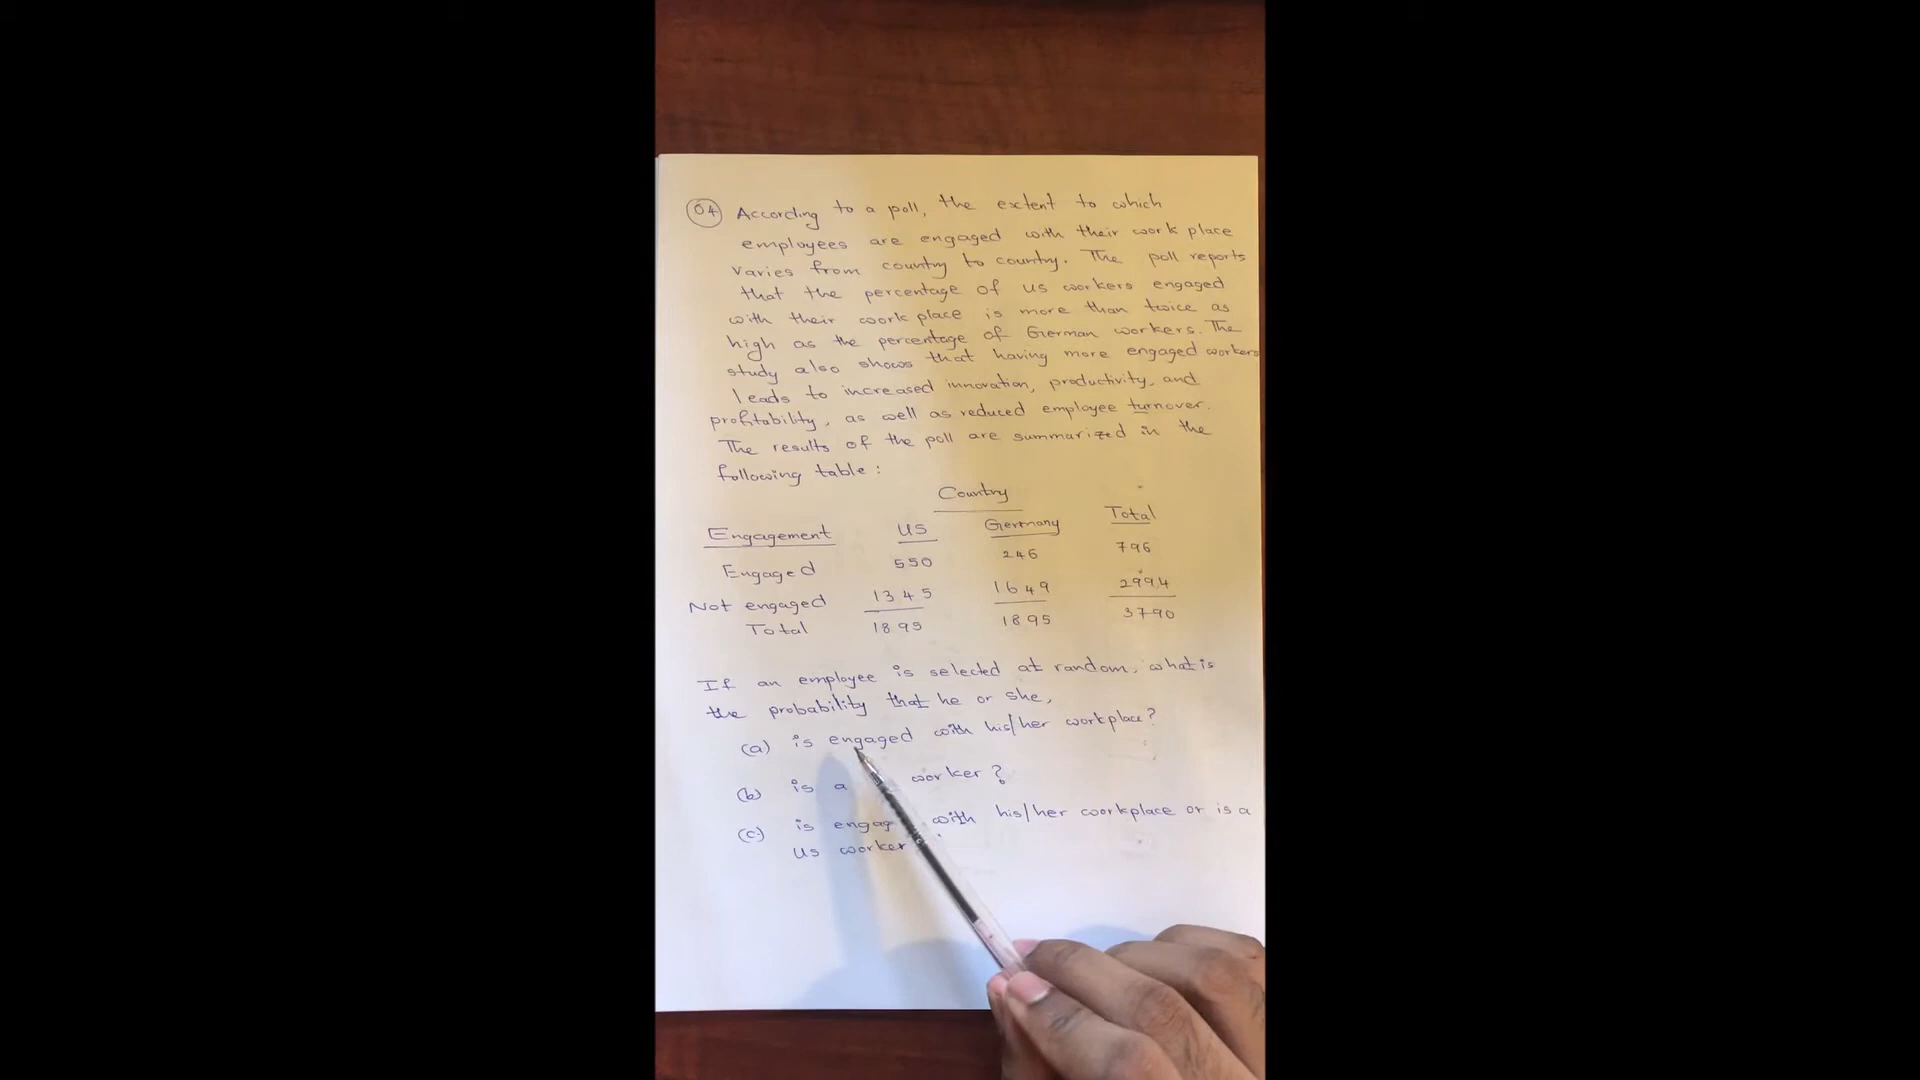 04 According to a poll, the extent to which
employees are engaged with their work place
varies from country to country. The poll reports
that the percentage of us workers engaged
with their work place is more than twice as
high as the percentage of German workers. The
study also shows that having more engaged workers
leads to increased innovation, productivity, and
profitability, as well as reduced employee turnover.
The results of the poll are summarized in the
following table :
Country
Engagement US Germany Total
Engaged 550 246 796
Not engaged 1345 1649 2994
Total 1895 1895 3790
If an employee is selected at random, what is
the probability that he or she,
(a) is engaged with his/her workplace?
(b) is a worker?
(c) is with his/her workplace or is a
us worker